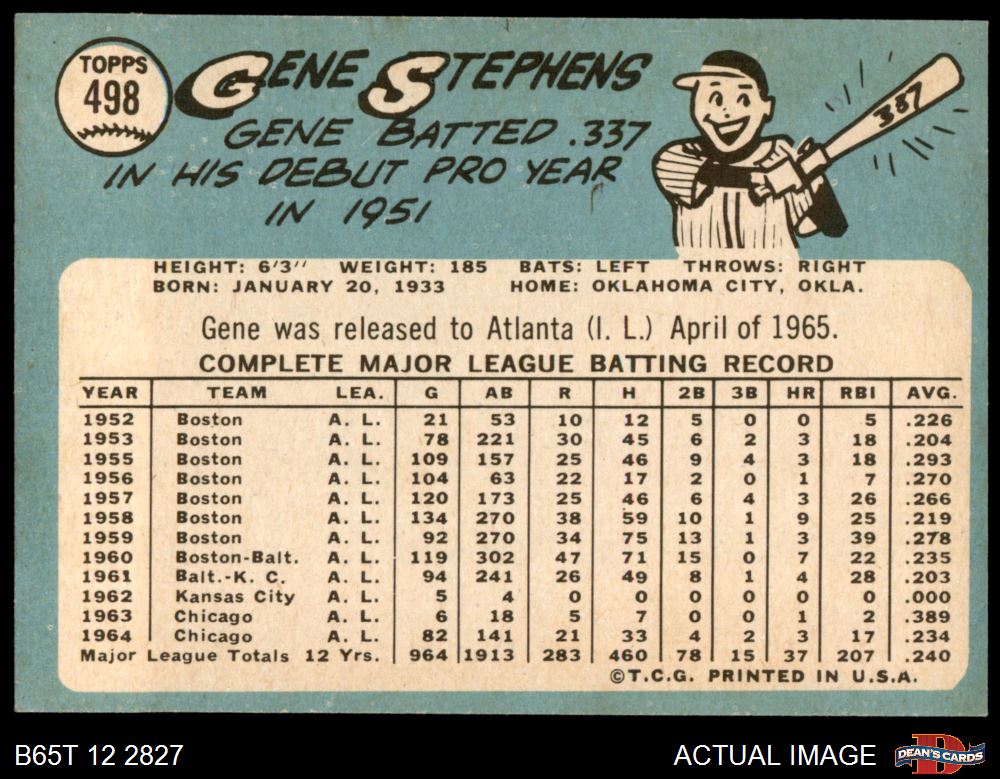 TOPPS
498
GENE STEPHENS
GENE BATTED .337
IN HIS DEBUT PRO YEAR
IN 1951
337
HEIGHT: 6'3" WEIGHT: 185 BATS: LEFT THROWS: RIGHT
BORN: JANUARY 20, 1933 HOME: OKLAHOMA CITY, OKLA.
Gene was released to Atlanta (I. L.) April of 1965.
COMPLETE MAJOR LEAGUE BATTING RECORD
YEAR TEAM LEA. G AB R H 2B 3B HR RBI AVG.
1952 Boston A. L. 21 53 10 12 5 0 0 5 .226
1953 Boston A. L. 78 221 30 45 6 2 3 18 .204
1955 Boston A. L. 109 157 25 46 9 4 3 18 .293
1956 Boston A. L. 104 63 22 17 2 0 1 7 .270
1957 Boston A. L. 120 173 25 46 6 4 3 26 .266
1958 Boston A. L. 134 270 38 59 10 1 9 25 .219
1959 Boston A. L. 92 270 34 75 13 1 3 39 .278
1960 Boston-Balt. A. L. 119 302 47 71 15 0 7 22 .235
1961 Balt.-K. C. A. L. 94 241 26 49 8 1 4 28 .203
1962 Kansas City A. L. 5 4 0 0 0 0 0 0 .000
1963 Chicago A. L. 6 18 5 7 0 0 1 2 .389
1964 Chicago A. L. 82 141 21 33 4 2 3 17 .234
Major League Totals 12 Yrs. 964 1913 283 460 78 15 37 207 .240
©T.C.G. PRINTED IN U.S.A.
B65T 12 2827 ACTUAL IMAGE DEAN'S CARDS